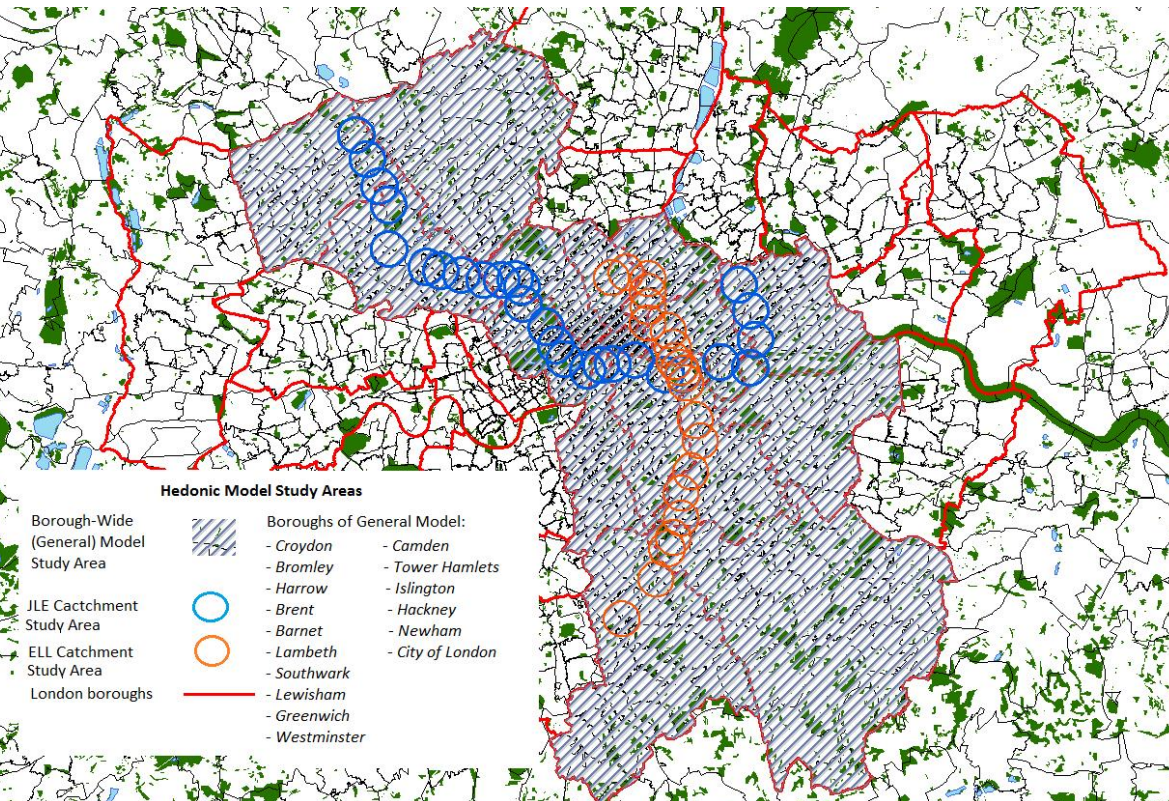 Hedonic Model Study Areas
Borough-Wide
(General) Model
Study Area
JLE Cactchment
Study Area
ELL Catchment
Study Area
London boroughs
Boroughs of General Model:
- Croydon
- Bromley
- Harrow
- Brent
- Barnet
- Lambeth
- Southwark
- Lewisham
- Greenwich
- Westminster
- Camden
- Tower Hamlets
- Islington
- Hackney
- Newham
- City of London